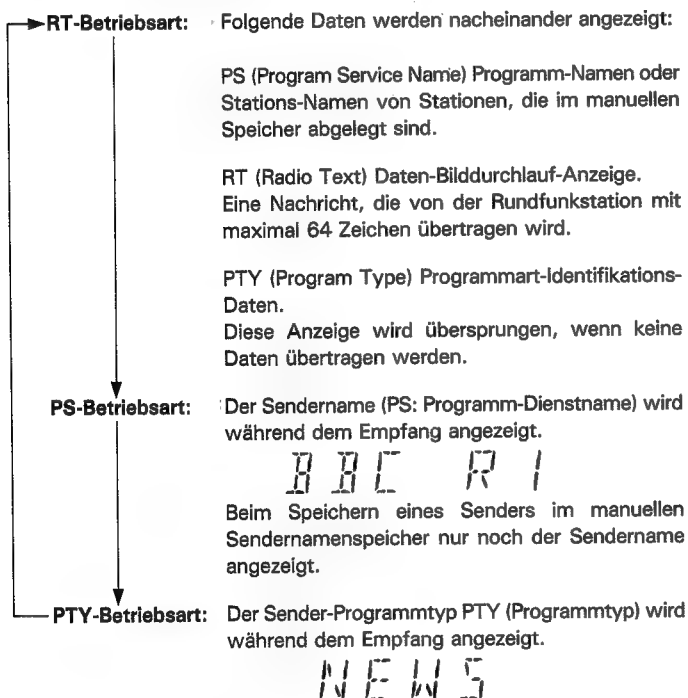 RT-Betriebsart: Folgende Daten werden nacheinander angezeigt:
PS (Program Service Name) Programm-Namen oder
Stations-Namen von Stationen, die im manuellen
Speicher abgelegt sind.
RT (Radio Text) Daten-Bilddurchlauf-Anzeige.
Eine Nachricht, die von der Rundfunkstation mit
maximal 64 Zeichen übertragen wird.
PTY (Program Type) Programmart-Identifikations-
Daten.
Diese Anzeige wird übersprungen, wenn keine
Daten übertragen werden.
PS-Betriebsart: Der Sendername (PS: Programm-Dienstname) wird
während dem Empfang angezeigt.
BBC R1
Beim Speichern eines Senders im manuellen
Sendernamenspeicher nur noch der Sendername
angezeigt.
PTY-Betriebsart: Der Sender-Programmtyp PTY (Programmtyp) wird
während dem Empfang angezeigt.
NEWS